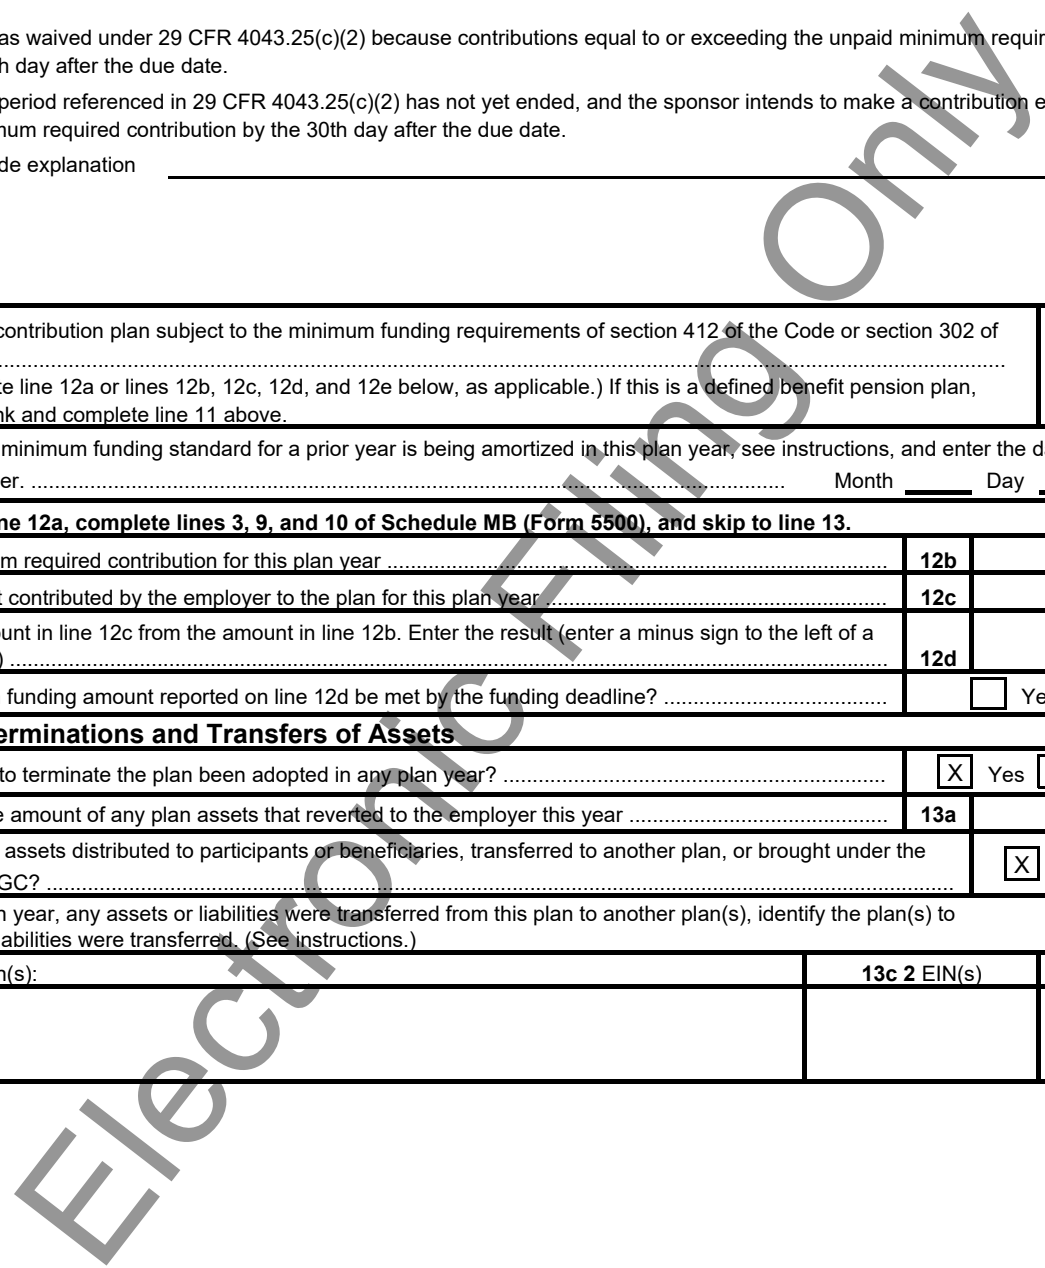 as waived under 29 CFR 4043.25(c)(2) because contributions equal to or exceeding the unpaid minimum requir
h day after the due date.
period referenced in 29 CFR 4043.25(c)(2) has not yet ended, and the sponsor intends to make a contribution e
num required contribution by the 30th day after the due date.
de explanation
contribution plan subject to the minimum funding requirements of section 412 of the Code or section 302 of
te line 12a or lines 12b, 12c, 12d, and 12e below, as applicable.) If this is a defined benefit pension plan,
nk and complete line 11 above.
minimum funding standard for a prior year is being amortized in this plan year, see instructions, and enter the d
er. Month Day
ne 12a, complete lines 3, 9, and 10 of Schedule MB (Form 5500), and skip to line 13.
m required contribution for this plan year 12b
t contributed by the employer to the plan for this plan year 12c
unt in line 12c from the amount in line 12b. Enter the result (enter a minus sign to the left of a
) 12d
funding amount reported on line 12d be met by the funding deadline? Ye
erminations and Transfers of Assets
to terminate the plan been adopted in any plan year? X Yes
e amount of any plan assets that reverted to the employer this year 13a
assets distributed to participants or beneficiaries, transferred to another plan, or brought under the
GC? X
n year, any assets or liabilities were transferred from this plan to another plan(s), identify the plan(s) to
abilities were transferred. (See instructions.)
n(s): 13c 2 EIN(s)
Electronic Filing Only